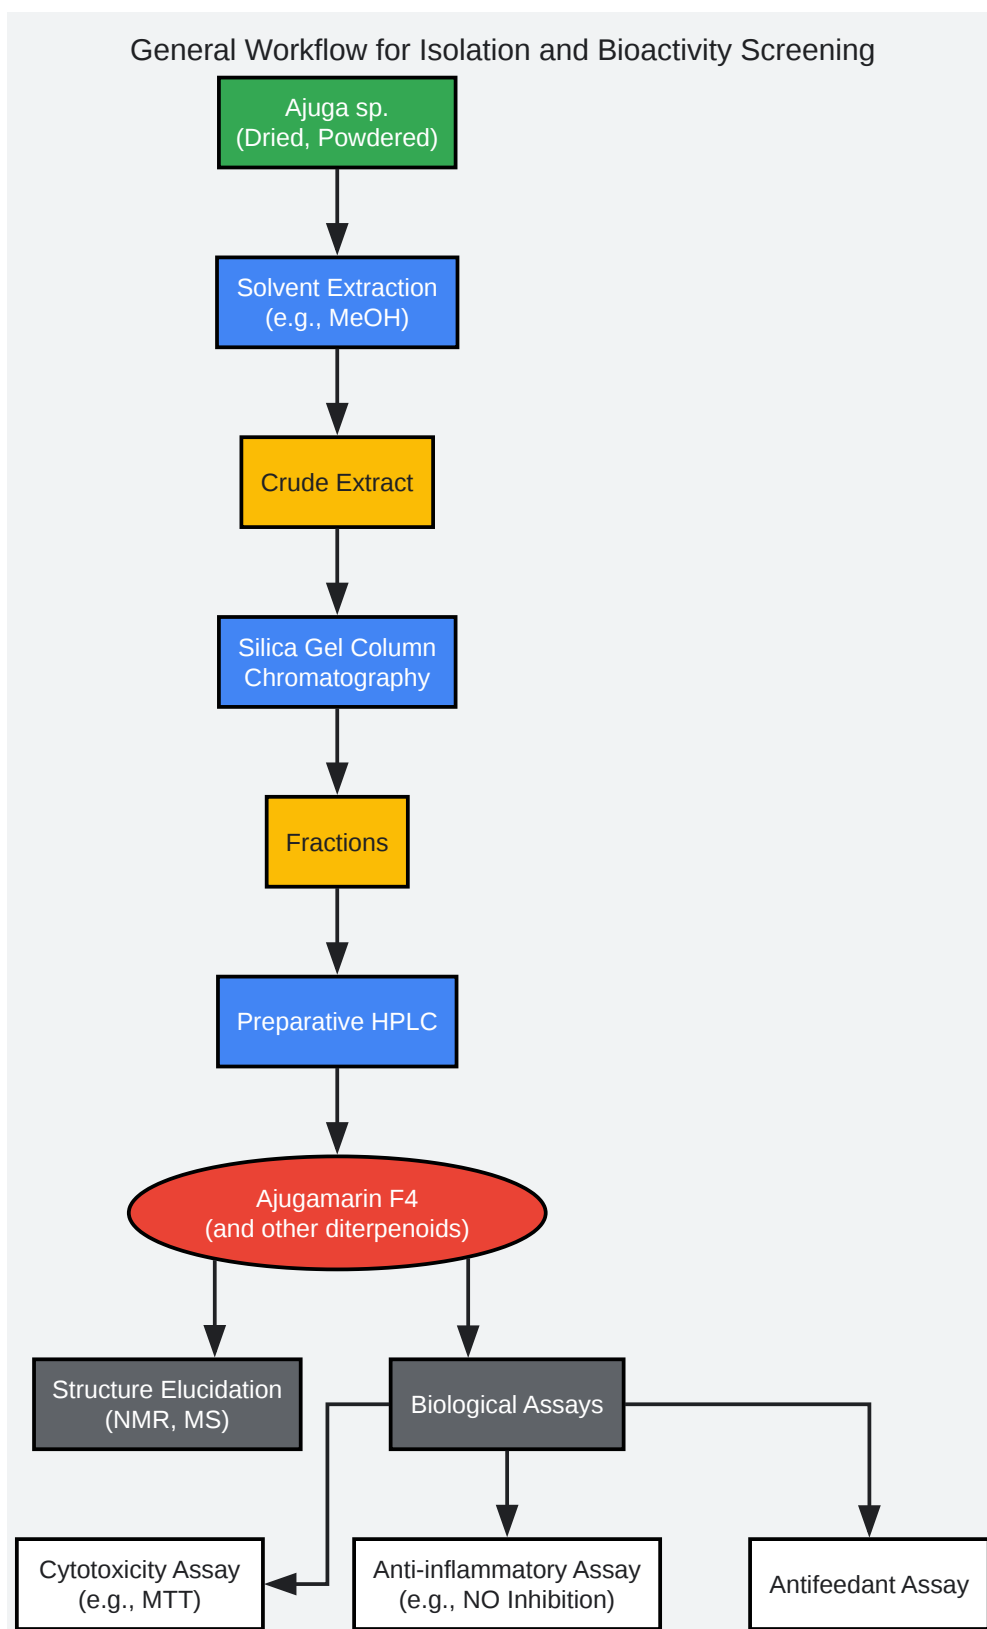 General Workflow for Isolation and Bioactivity Screening
Ajuga sp.
(Dried, Powdered)
Solvent Extraction
(e.g., MeOH)
Crude Extract
Silica Gel Column
Chromatography
Fractions
Preparative HPLC
Ajugamarin F4
(and other diterpenoids)
Structure Elucidation
(NMR, MS)
Biological Assays
Cytotoxicity Assay
(e.g., MTT)
Anti-inflammatory Assay
(e.g., NO Inhibition)
Antifeedant Assay